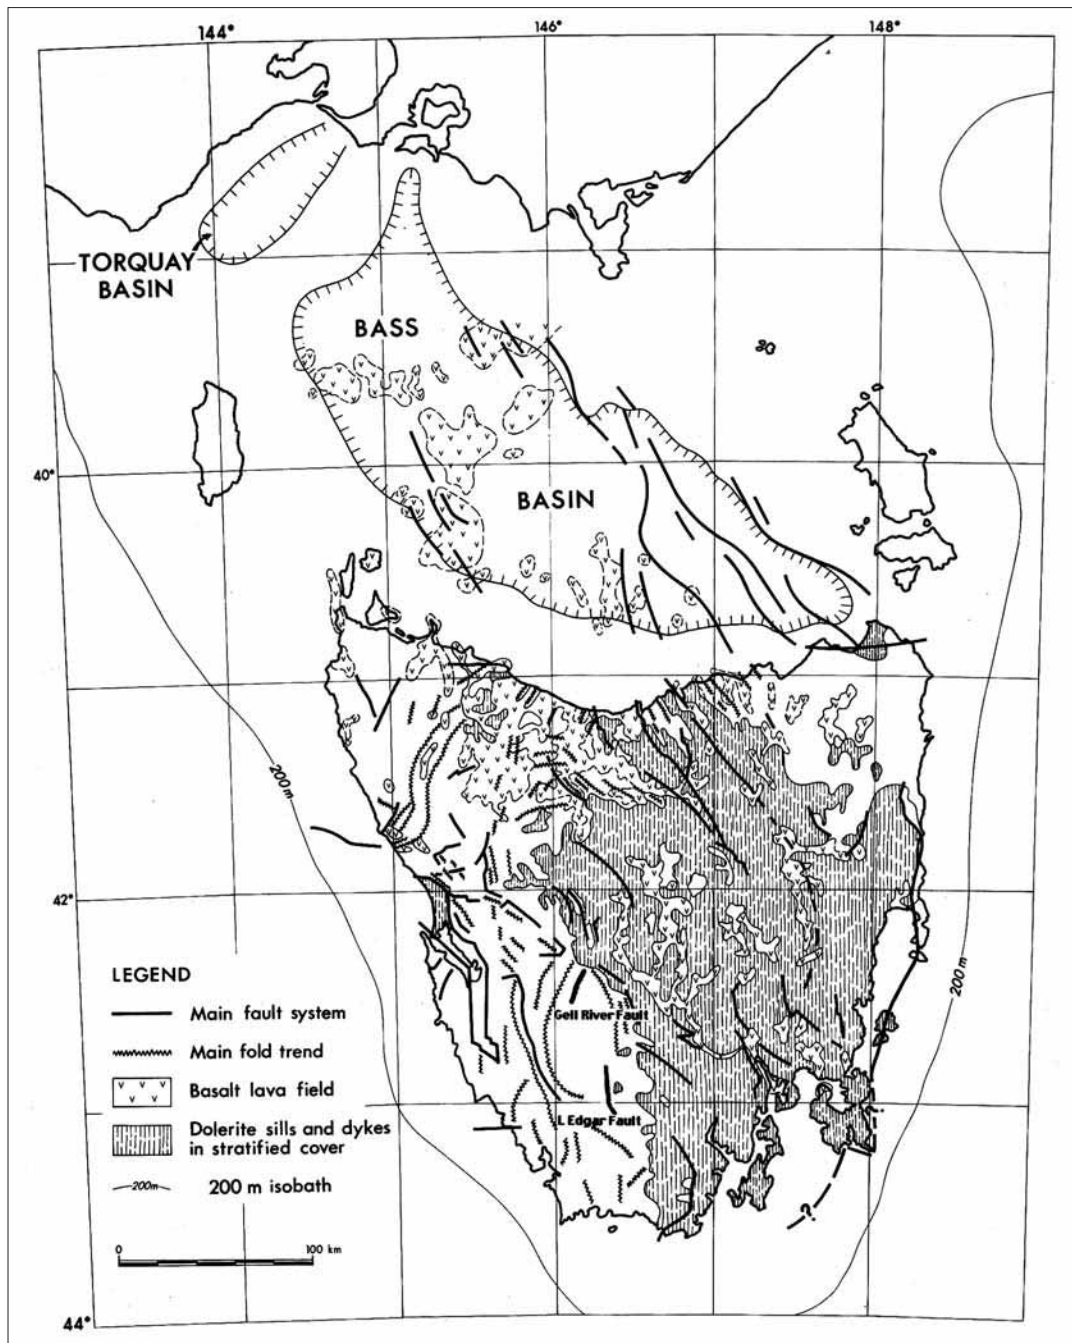 144°
146°
148°
TORQUAY
BASIN
BASS
40°
BASIN
200m
42°
LEGEND
Main fault system
Main fold trend
Basalt lava field
Dolerite sills and dykes
in stratified cover
200m
200 m isobath
0
100 km
Gell River Fault
L Edgar Fault
200m
?
?
44°